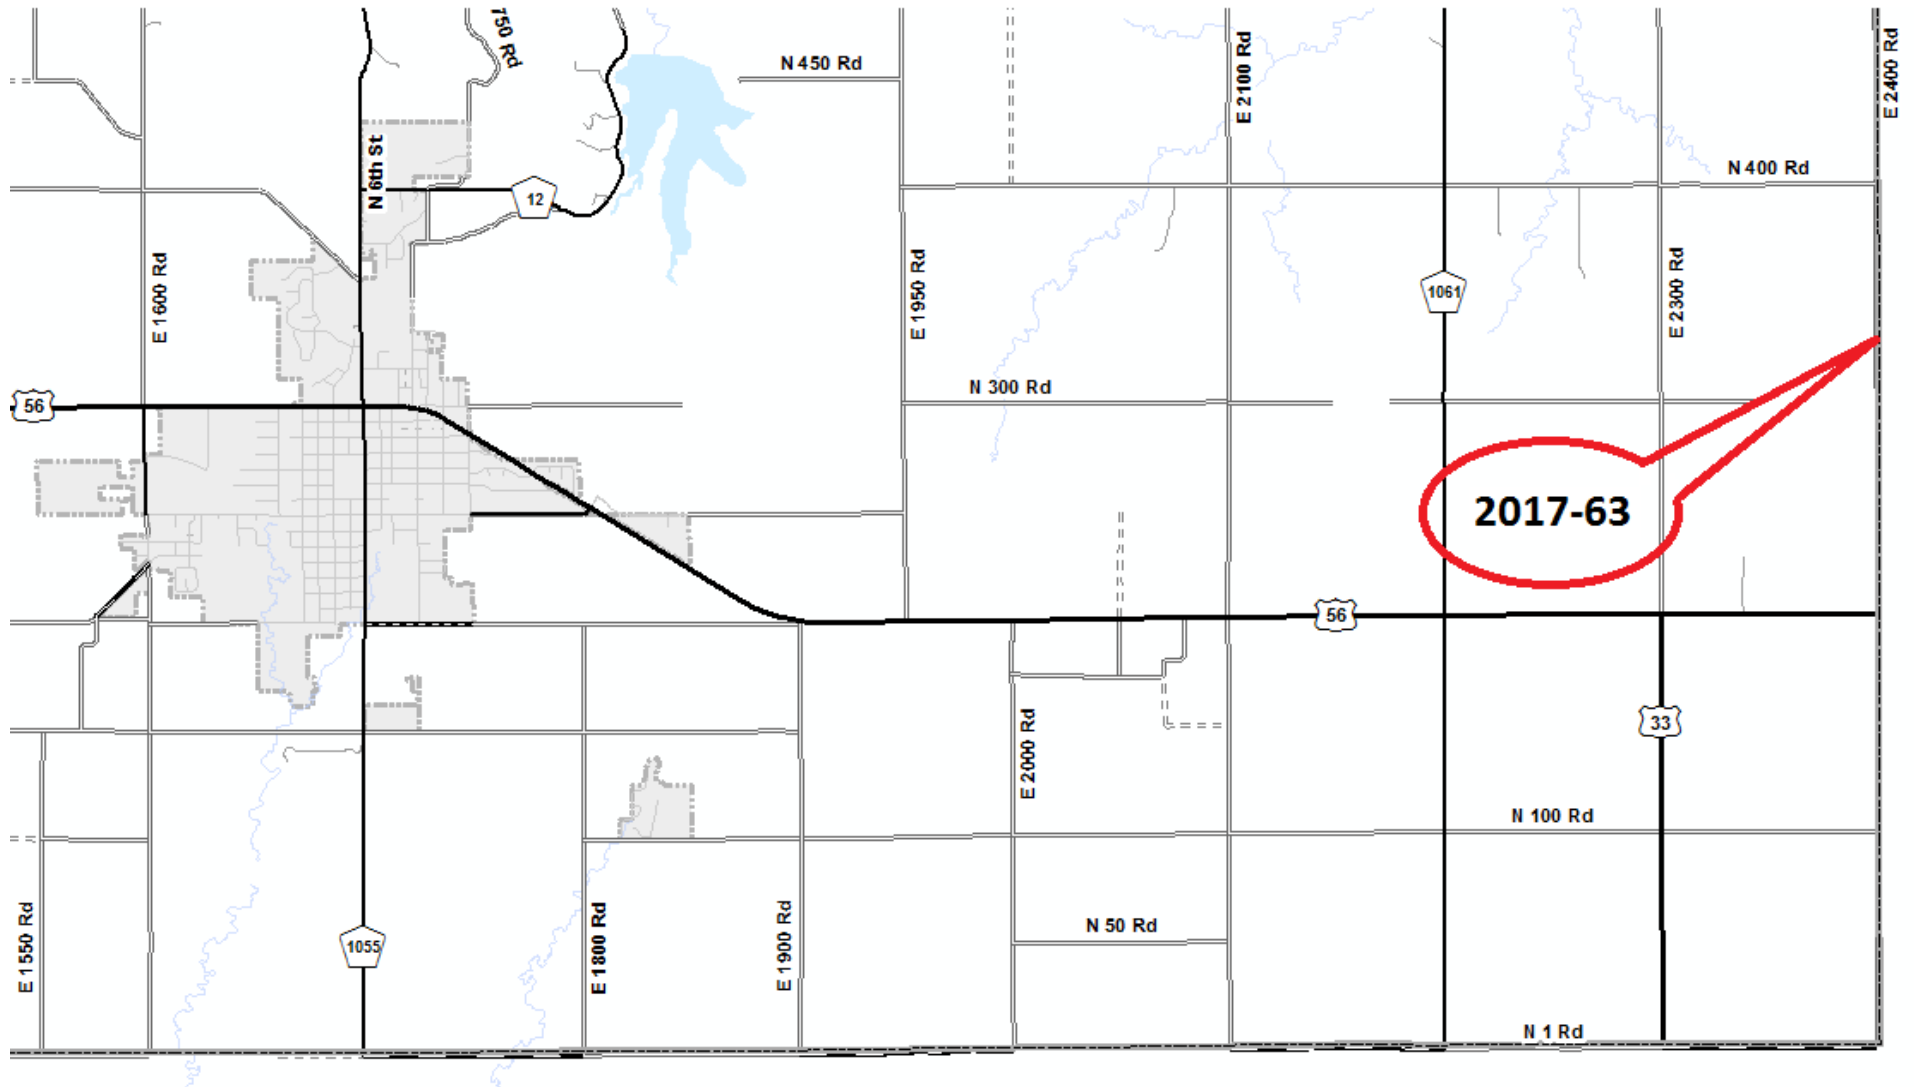 750 Rd
N 450 Rd
E 2100 Rd
E 2400 Rd
N 6th St
12
N 400 Rd
E 1600 Rd
E 1950 Rd
1061
E 2300 Rd
56
N 300 Rd
2017-63
56
33
E 2000 Rd
N 100 Rd
E 1550 Rd
1055
E 1800 Rd
E 1900 Rd
N 50 Rd
N 1 Rd